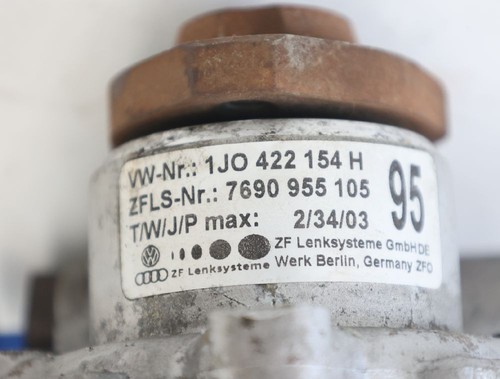 VW-Nr.: 1JO 422 154 H
ZFLS-Nr.: 7690 955 105
95
T/W/J/P max: 2/34/03
ZF Lenksysteme GmbH DE
ZF Lenksysteme Werk Berlin, Germany ZFO